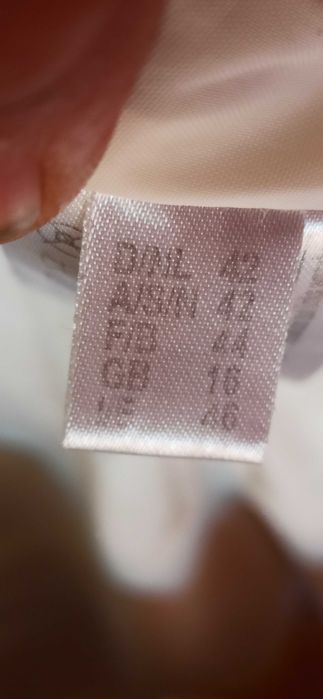 D/NL 42
A/S/N 42
F/B 44
GB 16
I/E 46